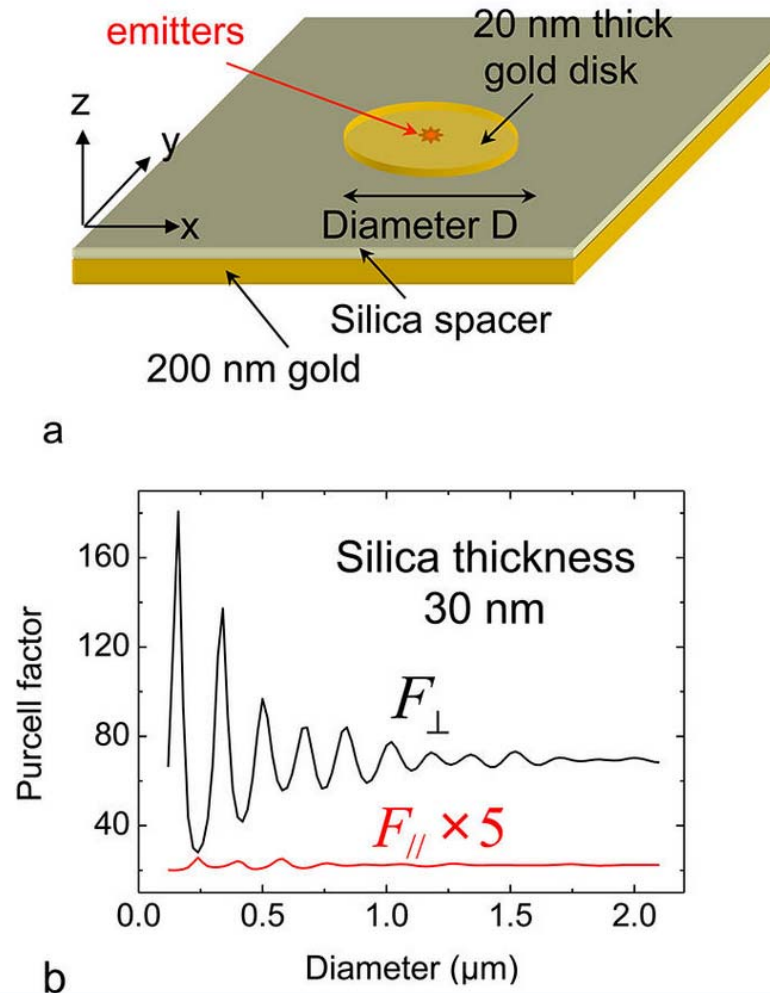 emitters
20 nm thick
gold disk
z
y
x
Diameter D
Silica spacer
200 nm gold
a
160
120
80
40
Purcell factor
Silica thickness
30 nm
F⊥
F// × 5
0.0
0.5
1.0
1.5
2.0
Diameter (µm)
b